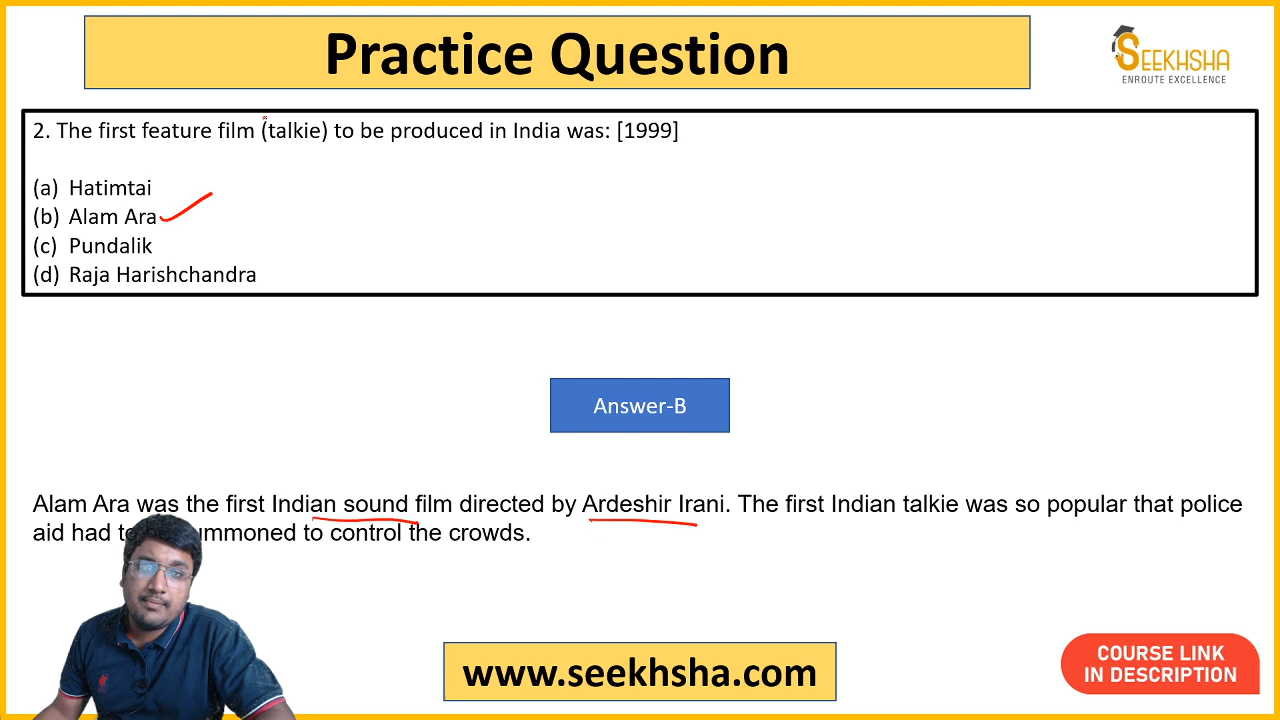 Practice Question
SEEKHSHA
ENROUTE EXCELLENCE
2. The first feature film (talkie) to be produced in India was: [1999]
(a) Hatimtai
(b) Alam Ara
(c) Pundalik
(d) Raja Harishchandra
Answer-B
Alam Ara was the first Indian sound film directed by Ardeshir Irani. The first Indian talkie was so popular that police
aid had to ummoned to control the crowds.
www.seekhsha.com
COURSE LINK
IN DESCRIPTION